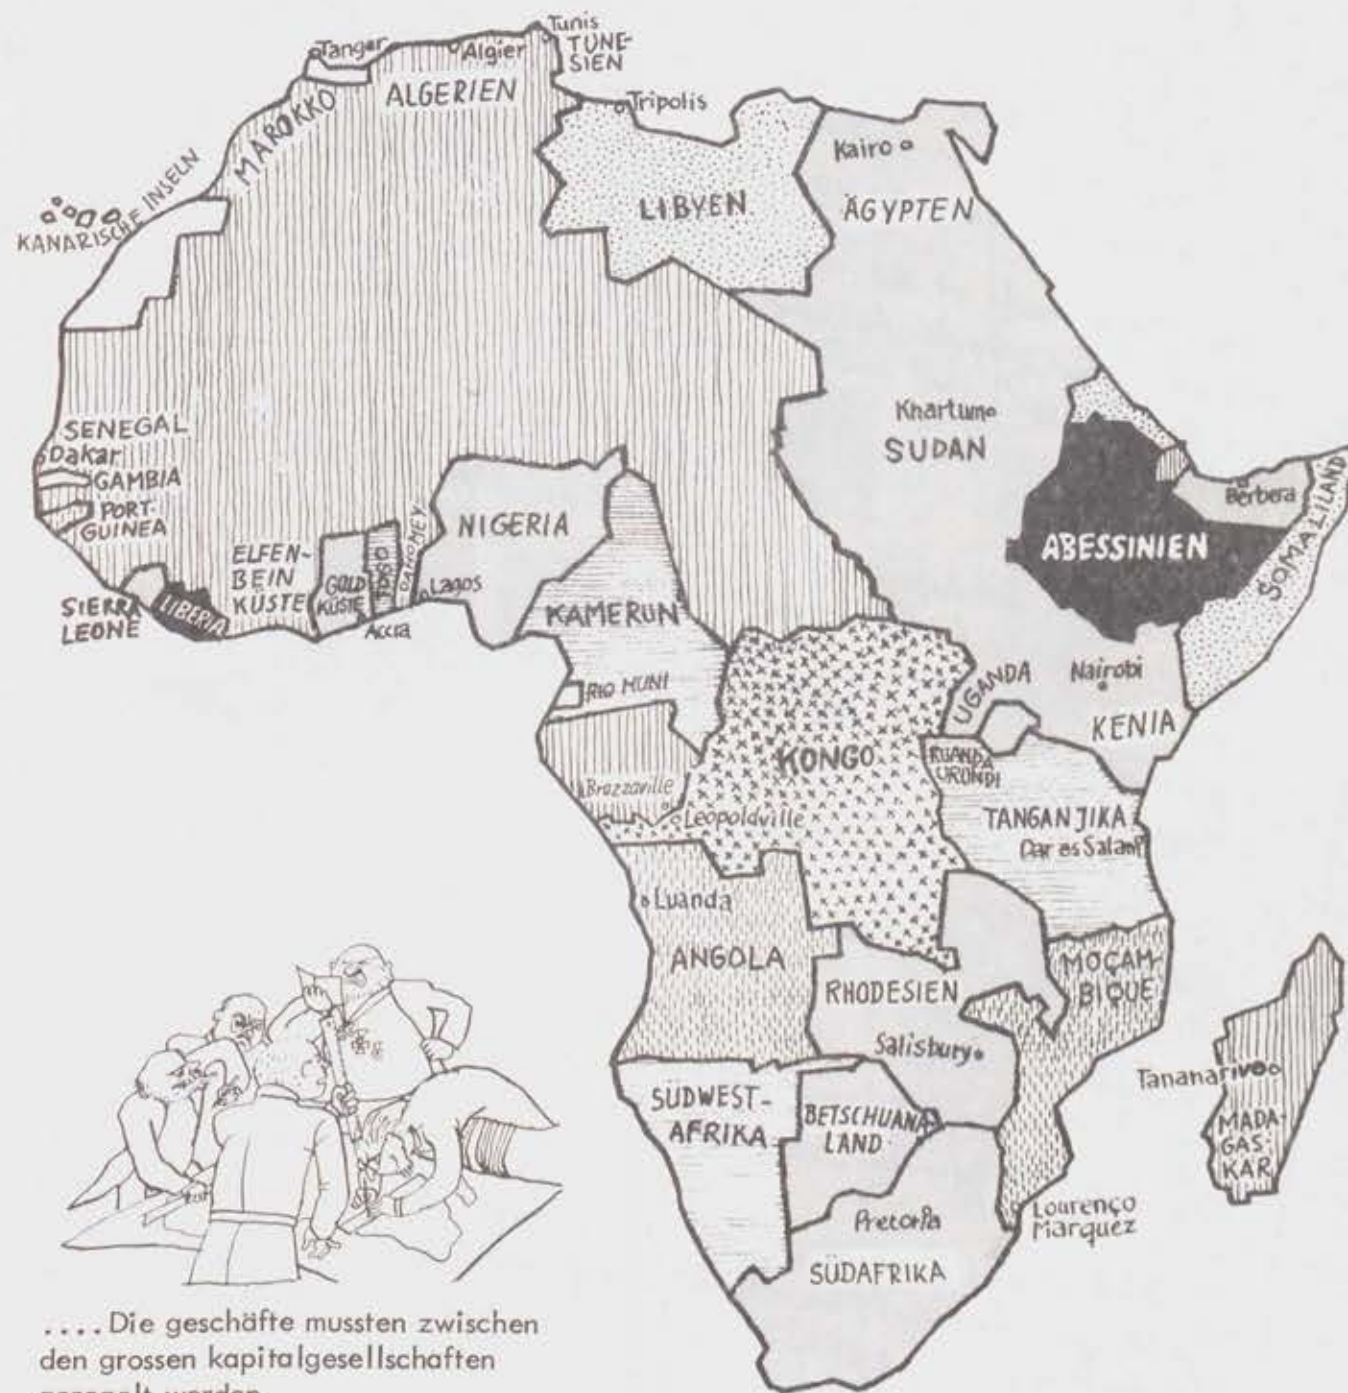 Tunis
TUNE-
SIEN
Tanger
Algier
ALGERIEN
MAROKKO
Tripolis
Kairo
LIBYEN
ÄGYPTEN
KANARISCHE INSELN
Khartum
SUDAN
SENEGAL
Dakar
GAMBIA
PORT-
GUINEA
SIERRA
LEONE
LIBERIA
ELFEN-
BEIN
KÜSTE
GOLD
KÜSTE
TOGO
DAHOMEY
Accra
Lagos
NIGERIA
KAMERUN
RIO MUNI
Berbera
SOMALILAND
ABESSINIEN
UGANDA
Nairobi
KENIA
KONGO
RUANDA
URUNDI
Brazzaville
Leopoldville
TANGANJIKA
Dar es Salam
Luanda
ANGOLA
RHODESIEN
MOÇAM-
BIQUE
Salisbury
Tananarivo
MADA-
GAS-
KAR
SÜDWEST-
AFRIKA
BETSCHUANA
LAND
Pretoria
SÜDAFRIKA
Lourenço
Marquez
....Die geschäfte mussten zwischen
den grossen kapitalgesellschaften
geregelt werden